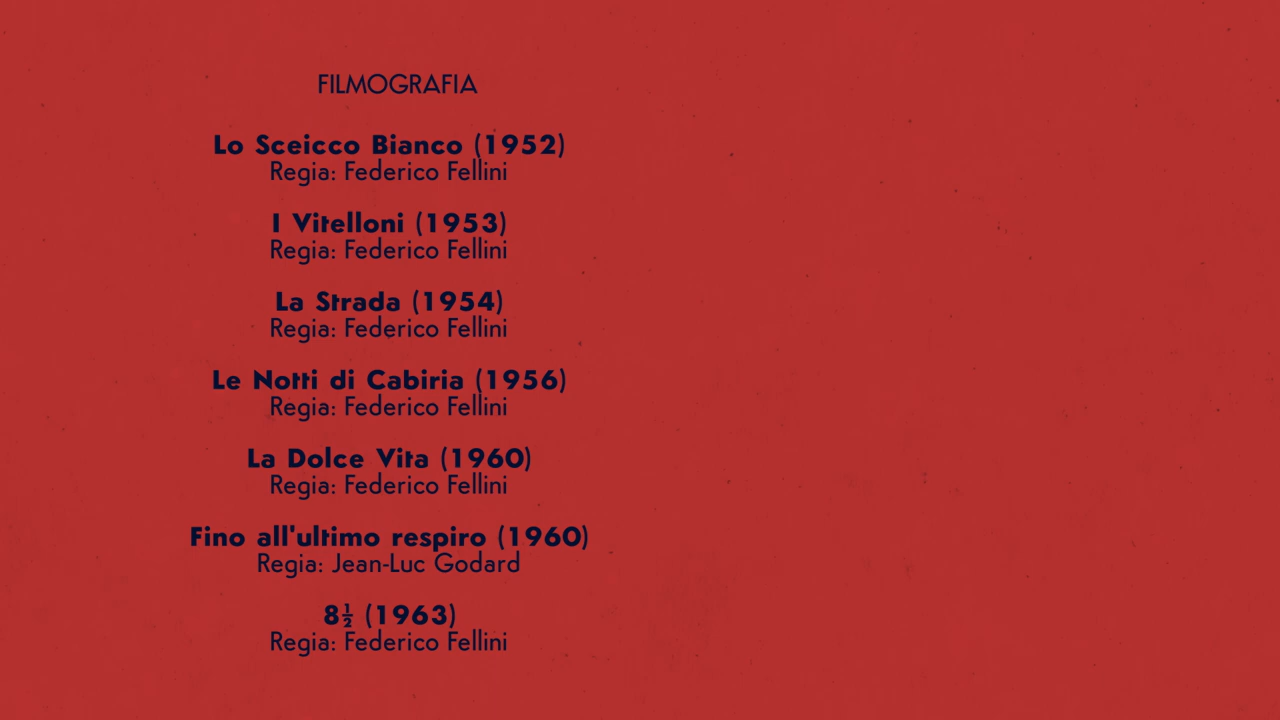 FILMOGRAFIA
Lo Sceicco Bianco (1952)
Regia: Federico Fellini
I Vitelloni (1953)
Regia: Federico Fellini
La Strada (1954)
Regia: Federico Fellini
Le Notti di Cabiria (1956)
Regia: Federico Fellini
La Dolce Vita (1960)
Regia: Federico Fellini
Fino all'ultimo respiro (1960)
Regia: Jean-Luc Godard
8½ (1963)
Regia: Federico Fellini